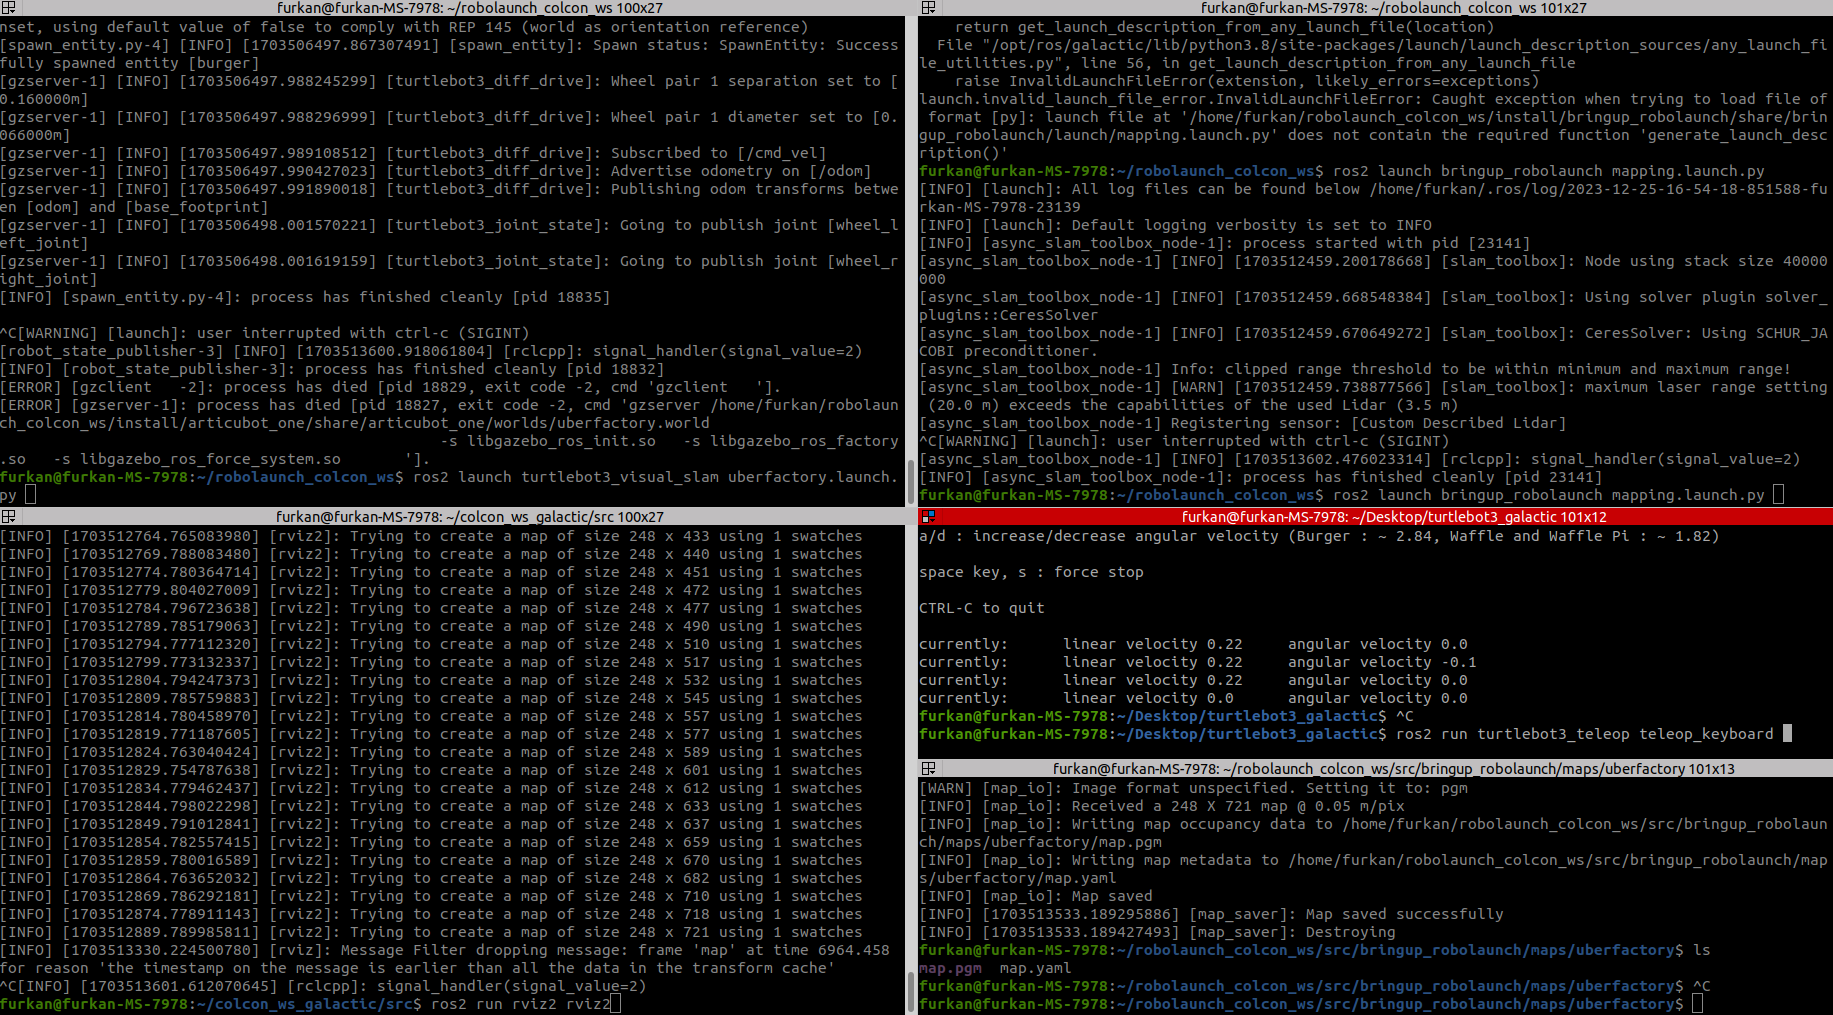 furkan@furkan-MS-7978: ~/robolaunch_colcon_ws 100x27
nset, using default value of false to comply with REP 145 (world as orientation reference)
[spawn_entity.py-4] [INFO] [1703506497.867307491] [spawn_entity]: Spawn status: SpawnEntity: Success
fully spawned entity [burger]
[gzserver-1] [INFO] [1703506497.988245299] [turtlebot3_diff_drive]: Wheel pair 1 separation set to [
0.160000m]
[gzserver-1] [INFO] [1703506497.988296999] [turtlebot3_diff_drive]: Wheel pair 1 diameter set to [0.
066000m]
[gzserver-1] [INFO] [1703506497.989108512] [turtlebot3_diff_drive]: Subscribed to [/cmd_vel]
[gzserver-1] [INFO] [1703506497.990427023] [turtlebot3_diff_drive]: Advertise odometry on [/odom]
[gzserver-1] [INFO] [1703506497.991890018] [turtlebot3_diff_drive]: Publishing odom transforms betwe
en [odom] and [base_footprint]
[gzserver-1] [INFO] [1703506498.001570221] [turtlebot3_joint_state]: Going to publish joint [wheel_l
eft_joint]
[gzserver-1] [INFO] [1703506498.001619159] [turtlebot3_joint_state]: Going to publish joint [wheel_r
ight_joint]
[INFO] [spawn_entity.py-4]: process has finished cleanly [pid 18835]
^C[WARNING] [launch]: user interrupted with ctrl-c (SIGINT)
[robot_state_publisher-3] [INFO] [1703513600.918061804] [rclcpp]: signal_handler(signal_value=2)
[INFO] [robot_state_publisher-3]: process has finished cleanly [pid 18832]
[ERROR] [gzclient   -2]: process has died [pid 18829, exit code -2, cmd 'gzclient   '].
[ERROR] [gzserver-1]: process has died [pid 18827, exit code -2, cmd 'gzserver /home/furkan/robolaun
ch_colcon_ws/install/articubot_one/share/articubot_one/worlds/uberfactory.world
-s libgazebo_ros_init.so   -s libgazebo_ros_factory
.so   -s libgazebo_ros_force_system.so       '].
furkan@furkan-MS-7978:~/robolaunch_colcon_ws$ ros2 launch turtlebot3_visual_slam uberfactory.launch.
py
furkan@furkan-MS-7978: ~/robolaunch_colcon_ws 101x27
return get_launch_description_from_any_launch_file(location)
File "/opt/ros/galactic/lib/python3.8/site-packages/launch/launch_description_sources/any_launch_fi
le_utilities.py", line 56, in get_launch_description_from_any_launch_file
raise InvalidLaunchFileError(extension, likely_errors=exceptions)
launch.invalid_launch_file_error.InvalidLaunchFileError: Caught exception when trying to load file of
format [py]: launch file at '/home/furkan/robolaunch_colcon_ws/install/bringup_robolaunch/share/brin
gup_robolaunch/launch/mapping.launch.py' does not contain the required function 'generate_launch_desc
ription()'
furkan@furkan-MS-7978:~/robolaunch_colcon_ws$ ros2 launch bringup_robolaunch mapping.launch.py
[INFO] [launch]: All log files can be found below /home/furkan/.ros/log/2023-12-25-16-54-18-851588-fu
rkan-MS-7978-23139
[INFO] [launch]: Default logging verbosity is set to INFO
[INFO] [async_slam_toolbox_node-1]: process started with pid [23141]
[async_slam_toolbox_node-1] [INFO] [1703512459.200178668] [slam_toolbox]: Node using stack size 40000
000
[async_slam_toolbox_node-1] [INFO] [1703512459.668548384] [slam_toolbox]: Using solver plugin solver_
plugins::CeresSolver
[async_slam_toolbox_node-1] [INFO] [1703512459.670649272] [slam_toolbox]: CeresSolver: Using SCHUR_JA
COBI preconditioner.
[async_slam_toolbox_node-1] Info: clipped range threshold to be within minimum and maximum range!
[async_slam_toolbox_node-1] [WARN] [1703512459.738877566] [slam_toolbox]: maximum laser range setting
(20.0 m) exceeds the capabilities of the used Lidar (3.5 m)
[async_slam_toolbox_node-1] Registering sensor: [Custom Described Lidar]
^C[WARNING] [launch]: user interrupted with ctrl-c (SIGINT)
[async_slam_toolbox_node-1] [INFO] [1703513602.476023314] [rclcpp]: signal_handler(signal_value=2)
[INFO] [async_slam_toolbox_node-1]: process has finished cleanly [pid 23141]
furkan@furkan-MS-7978:~/robolaunch_colcon_ws$ ros2 launch bringup_robolaunch mapping.launch.py
furkan@furkan-MS-7978: ~/colcon_ws_galactic/src 100x27
[INFO] [1703512764.765083980] [rviz2]: Trying to create a map of size 248 x 433 using 1 swatches
[INFO] [1703512769.788083480] [rviz2]: Trying to create a map of size 248 x 440 using 1 swatches
[INFO] [1703512774.780364714] [rviz2]: Trying to create a map of size 248 x 451 using 1 swatches
[INFO] [1703512779.804027009] [rviz2]: Trying to create a map of size 248 x 472 using 1 swatches
[INFO] [1703512784.796723638] [rviz2]: Trying to create a map of size 248 x 477 using 1 swatches
[INFO] [1703512789.785179063] [rviz2]: Trying to create a map of size 248 x 490 using 1 swatches
[INFO] [1703512794.777112320] [rviz2]: Trying to create a map of size 248 x 510 using 1 swatches
[INFO] [1703512799.773132337] [rviz2]: Trying to create a map of size 248 x 517 using 1 swatches
[INFO] [1703512804.794247373] [rviz2]: Trying to create a map of size 248 x 532 using 1 swatches
[INFO] [1703512809.785759883] [rviz2]: Trying to create a map of size 248 x 545 using 1 swatches
[INFO] [1703512814.780458970] [rviz2]: Trying to create a map of size 248 x 557 using 1 swatches
[INFO] [1703512819.771187605] [rviz2]: Trying to create a map of size 248 x 577 using 1 swatches
[INFO] [1703512824.763040424] [rviz2]: Trying to create a map of size 248 x 589 using 1 swatches
[INFO] [1703512829.754787638] [rviz2]: Trying to create a map of size 248 x 601 using 1 swatches
[INFO] [1703512834.779462437] [rviz2]: Trying to create a map of size 248 x 612 using 1 swatches
[INFO] [1703512844.798022298] [rviz2]: Trying to create a map of size 248 x 633 using 1 swatches
[INFO] [1703512849.791012841] [rviz2]: Trying to create a map of size 248 x 637 using 1 swatches
[INFO] [1703512854.782557415] [rviz2]: Trying to create a map of size 248 x 659 using 1 swatches
[INFO] [1703512859.780016589] [rviz2]: Trying to create a map of size 248 x 670 using 1 swatches
[INFO] [1703512864.763652032] [rviz2]: Trying to create a map of size 248 x 682 using 1 swatches
[INFO] [1703512869.786292181] [rviz2]: Trying to create a map of size 248 x 710 using 1 swatches
[INFO] [1703512874.778911143] [rviz2]: Trying to create a map of size 248 x 718 using 1 swatches
[INFO] [1703512889.789985811] [rviz2]: Trying to create a map of size 248 x 721 using 1 swatches
[INFO] [1703513330.224500780] [rviz]: Message Filter dropping message: frame 'map' at time 6964.458
for reason 'the timestamp on the message is earlier than all the data in the transform cache'
^C[INFO] [1703513601.612070645] [rclcpp]: signal_handler(signal_value=2)
furkan@furkan-MS-7978:~/colcon_ws_galactic/src$ ros2 run rviz2 rviz2
furkan@furkan-MS-7978: ~/Desktop/turtlebot3_galactic 101x12
a/d : increase/decrease angular velocity (Burger : ~ 2.84, Waffle and Waffle Pi : ~ 1.82)
space key, s : force stop
CTRL-C to quit
currently:      linear velocity 0.22     angular velocity 0.0
currently:      linear velocity 0.22     angular velocity -0.1
currently:      linear velocity 0.22     angular velocity 0.0
currently:      linear velocity 0.0      angular velocity 0.0
furkan@furkan-MS-7978:~/Desktop/turtlebot3_galactic$ ^C
furkan@furkan-MS-7978:~/Desktop/turtlebot3_galactic$ ros2 run turtlebot3_teleop teleop_keyboard
furkan@furkan-MS-7978: ~/robolaunch_colcon_ws/src/bringup_robolaunch/maps/uberfactory 101x13
[WARN] [map_io]: Image format unspecified. Setting it to: pgm
[INFO] [map_io]: Received a 248 X 721 map @ 0.05 m/pix
[INFO] [map_io]: Writing map occupancy data to /home/furkan/robolaunch_colcon_ws/src/bringup_robolaun
ch/maps/uberfactory/map.pgm
[INFO] [map_io]: Writing map metadata to /home/furkan/robolaunch_colcon_ws/src/bringup_robolaunch/map
s/uberfactory/map.yaml
[INFO] [map_io]: Map saved
[INFO] [1703513533.189295886] [map_saver]: Map saved successfully
[INFO] [1703513533.189427493] [map_saver]: Destroying
furkan@furkan-MS-7978:~/robolaunch_colcon_ws/src/bringup_robolaunch/maps/uberfactory$ ls
map.pgm  map.yaml
furkan@furkan-MS-7978:~/robolaunch_colcon_ws/src/bringup_robolaunch/maps/uberfactory$ ^C
furkan@furkan-MS-7978:~/robolaunch_colcon_ws/src/bringup_robolaunch/maps/uberfactory$